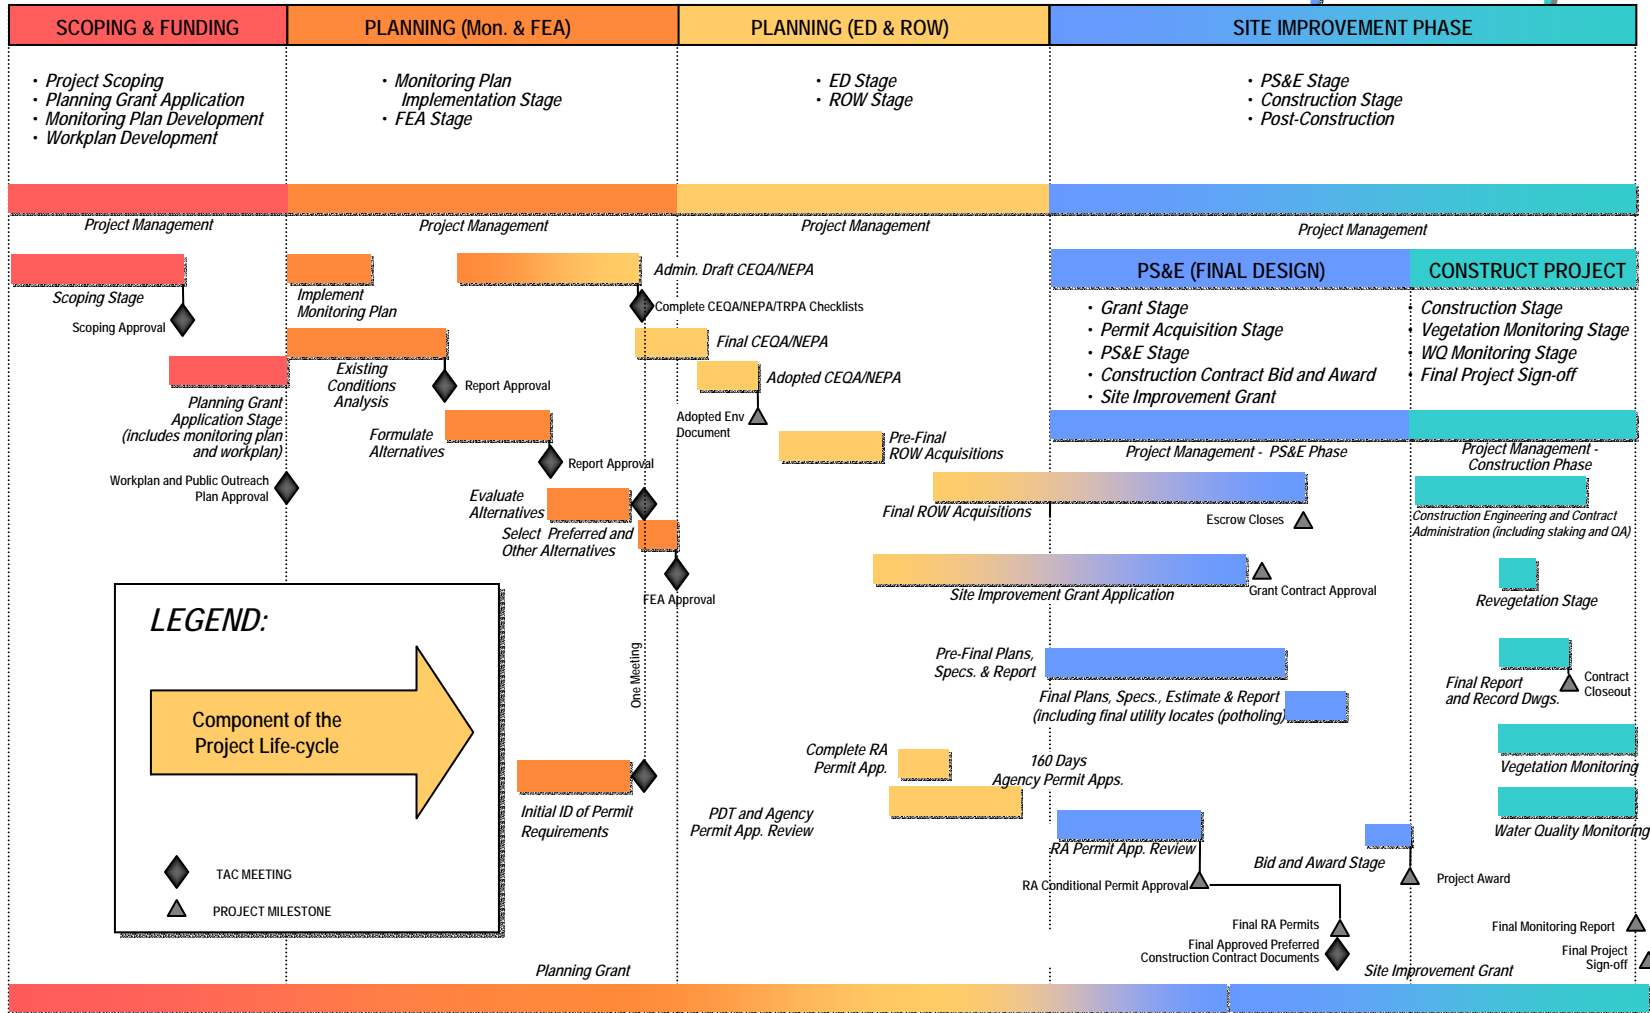 SCOPING & FUNDING
PLANNING (Mon. & FEA)
PLANNING (ED & ROW)
SITE IMPROVEMENT PHASE
• Project Scoping
• Planning Grant Application
• Monitoring Plan Development
• Workplan Development
• Monitoring Plan
Implementation Stage
• FEA Stage
• ED Stage
• ROW Stage
• PS&E Stage
• Construction Stage
• Post-Construction
Project Management
Project Management
Project Management
Project Management
Scoping Stage
Scoping Approval
Planning Grant
Application Stage
(includes monitoring plan
and workplan)
Workplan and Public Outreach
Plan Approval
Implement
Monitoring Plan
Existing
Conditions
Analysis
Report Approval
Formulate
Alternatives
Report Approval
Evaluate
Alternatives
Select Preferred and
Other Alternatives
FEA Approval
One Meeting
Initial ID of Permit
Requirements
Admin. Draft CEQA/NEPA
Complete CEQA/NEPA/TRPA Checklists
Final CEQA/NEPA
Adopted CEQA/NEPA
Adopted Env
Document
Pre-Final
ROW Acquisitions
Final ROW Acquisitions
Escrow Closes
Site Improvement Grant Application
Grant Contract Approval
Pre-Final Plans,
Specs. & Report
Final Plans, Specs., Estimate & Report
(including final utility locates (potholing)
Complete RA
Permit App.
160 Days
Agency Permit Apps.
PDT and Agency
Permit App. Review
RA Permit App. Review
RA Conditional Permit Approval
Bid and Award Stage
Project Award
Final RA Permits
Final Approved Preferred
Construction Contract Documents
PS&E (FINAL DESIGN)
• Grant Stage
• Permit Acquisition Stage
• PS&E Stage
• Construction Contract Bid and Award
• Site Improvement Grant
Project Management - PS&E Phase
CONSTRUCT PROJECT
• Construction Stage
• Vegetation Monitoring Stage
• WQ Monitoring Stage
• Final Project Sign-off
Project Management -
Construction Phase
Construction Engineering and Contract
Administration (including staking and QA)
Revegetation Stage
Final Report
and Record Dwgs.
Contract
Closeout
Vegetation Monitoring
Water Quality Monitoring
Final Monitoring Report
Final Project
Sign-off
LEGEND:
Component of the
Project Life-cycle
TAC MEETING
PROJECT MILESTONE
Planning Grant
Site Improvement Grant